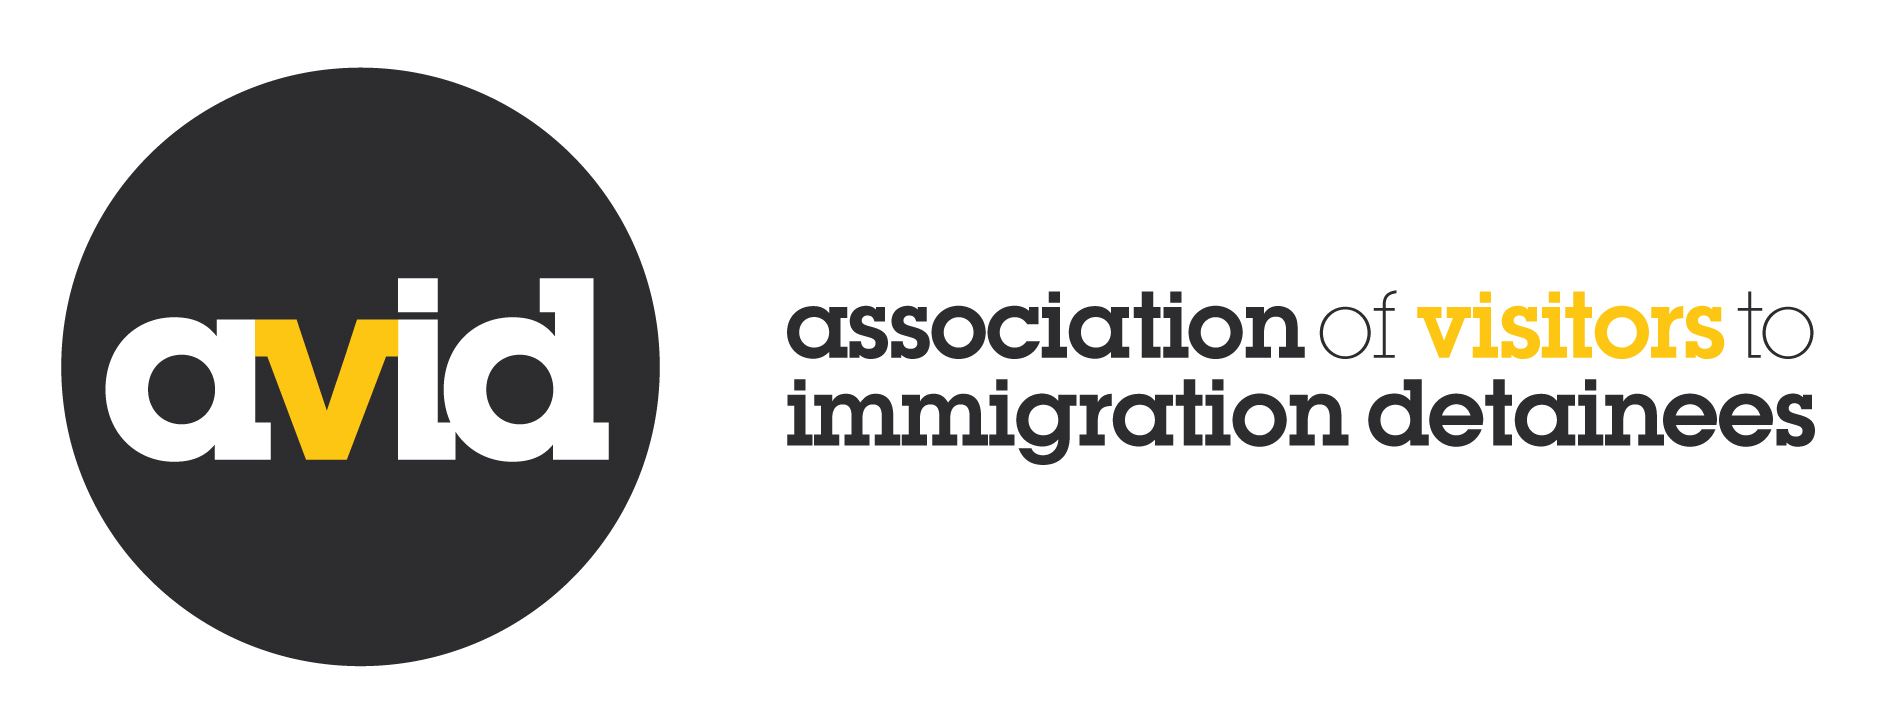 avid
association of visitors to
immigration detainees